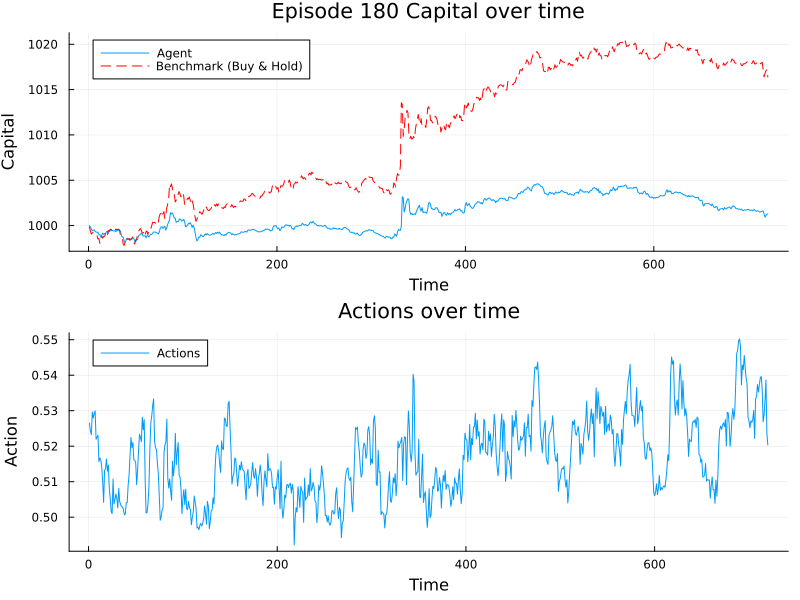 Episode 180 Capital over time
Agent
Benchmark (Buy & Hold)
Capital
1020
1015
1010
1005
1000
0
200
400
600
Time
Actions over time
Actions
Action
0.55
0.54
0.53
0.52
0.51
0.50
0
200
400
600
Time